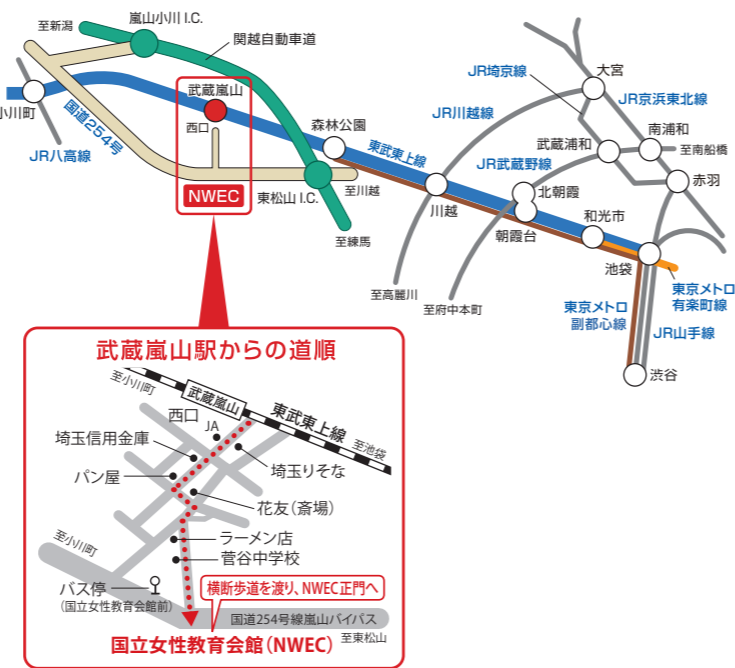 嵐山小川 I.C.
至新潟
関越自動車道
大宮
JR埼京線
JR京浜東北線
武蔵嵐山
西口
小川町
国道254号
JR八高線
JR川越線
森林公園
東武東上線
南浦和
武蔵浦和
至南船橋
JR武蔵野線
赤羽
NWEC
東松山 I.C.
至川越
北朝霞
川越
朝霞台
和光市
至練馬
池袋
至高麗川
至府中本町
東京メトロ
有楽町線
東京メトロ
副都心線
JR山手線
渋谷
武蔵嵐山駅からの道順
至小川町
武蔵嵐山
東武東上線
至池袋
西口
JA
埼玉信用金庫
埼玉りそな
パン屋
花友(斎場)
ラーメン店
至小川町
菅谷中学校
バス停
(国立女性教育会館前)
横断歩道を渡り、NWEC正門へ
国道254号線嵐山バイパス
至東松山
国立女性教育会館(NWEC)